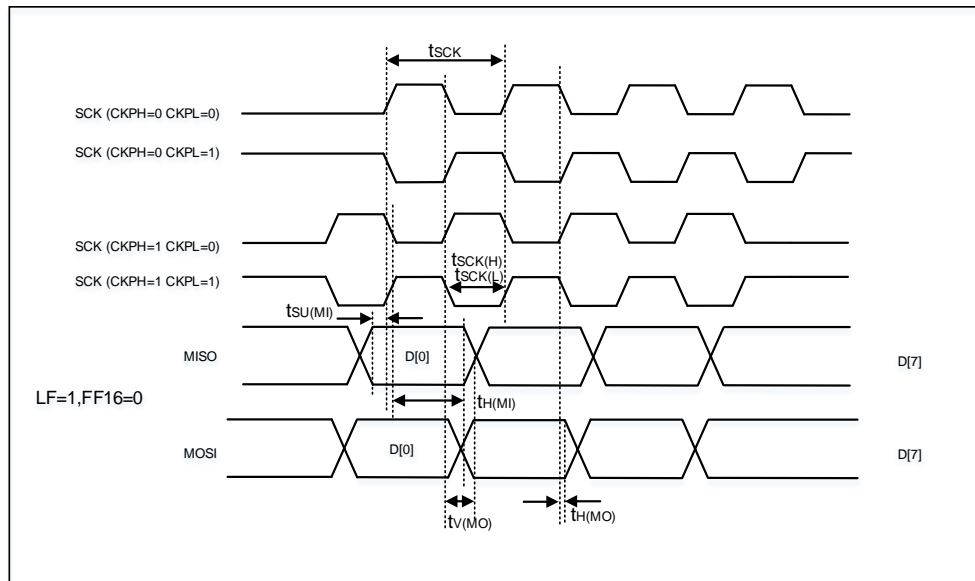 tSCK
SCK (CKPH=0 CKPL=0)
SCK (CKPH=0 CKPL=1)
SCK (CKPH=1 CKPL=0)
tSCK(H)
SCK (CKPH=1 CKPL=1)
tSCK(L)
tSU(MI)
MISO
D[0]
D[7]
LF=1,FF16=0
tH(MI)
MOSI
D[0]
D[7]
tV(MO)
tH(MO)